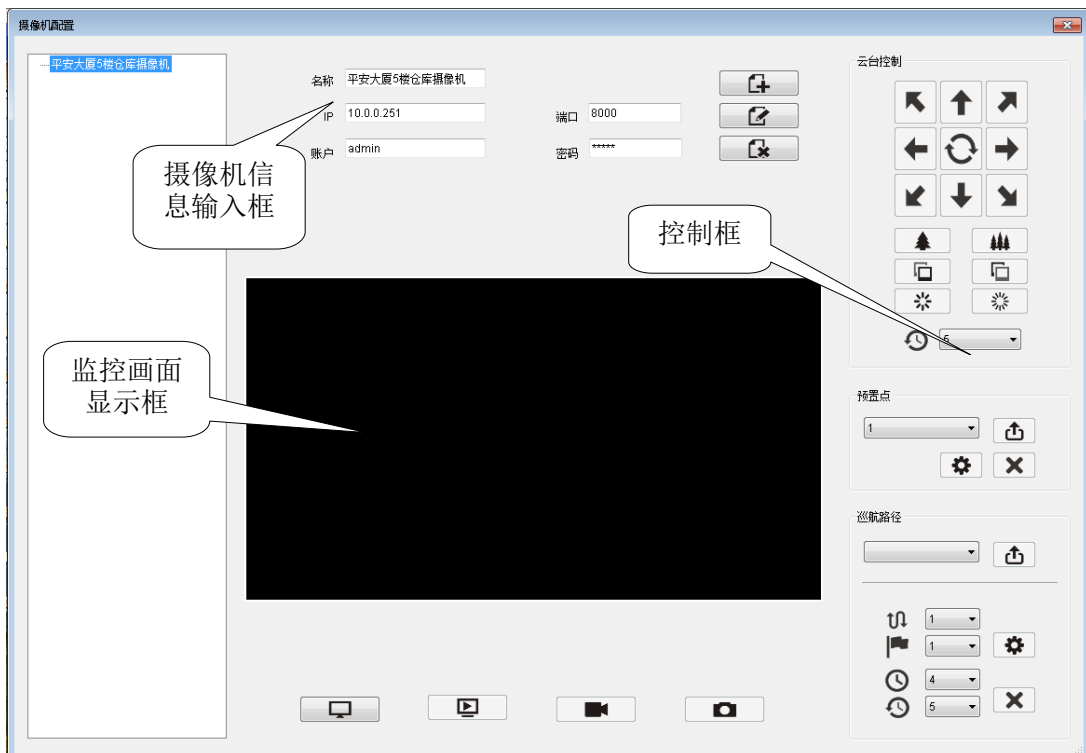 摄像机配置
平安大厦5楼仓库摄像机
名称 平安大厦5楼仓库摄像机
IP 10.0.0.251 端口 8000
账户 admin 密码 *****
摄像机信
息输入框
控制框
监控画面
显示框
云台控制
5
预置点
1
巡航路径
1
1
4
5